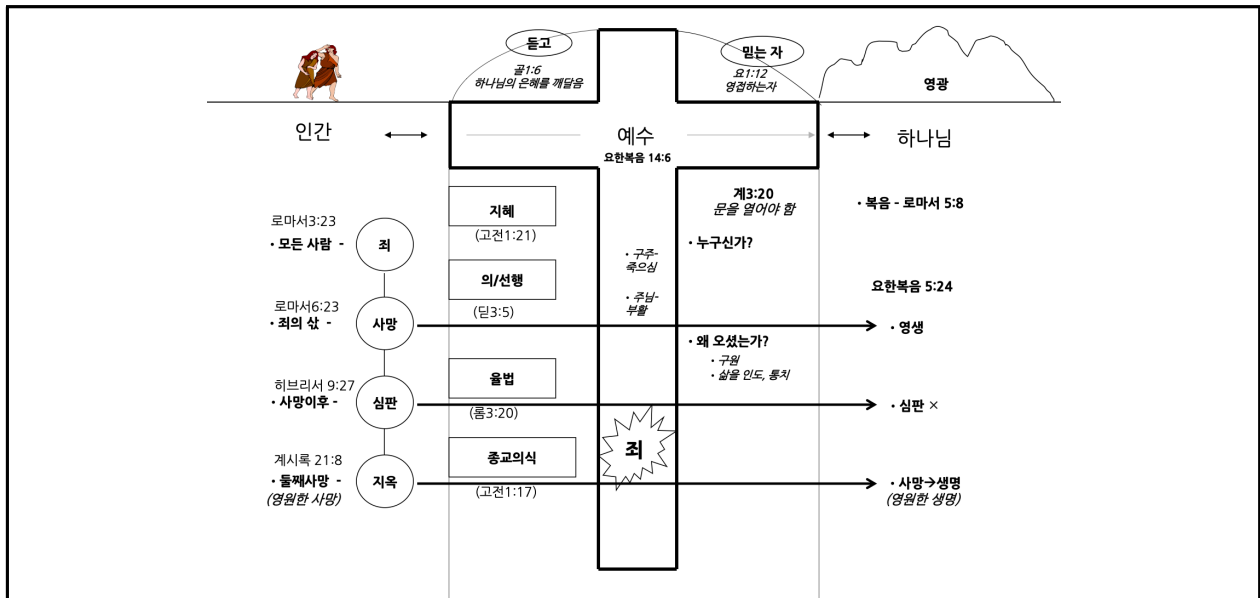 듣고
골1:6
하나님의 은혜를 깨달음
믿는 자
요1:12
영접하는자
영광
인간
예수
요한복음 14:6
하나님
로마서3:23
• 모든 사람 -
죄
로마서6:23
• 죄의 삯 -
사망
히브리서 9:27
• 사망이후 -
심판
계시록 21:8
• 둘째사망 -
(영원한 사망)
지옥
지혜
(고전1:21)
의/선행
(딛3:5)
율법
(롬3:20)
종교의식
(고전1:17)
• 구주-
죽으심
• 주님-
부활
죄
계3:20
문을 열어야 함
• 누구신가?
• 왜 오셨는가?
• 구원
• 삶을 인도, 통치
• 복음 - 로마서 5:8
요한복음 5:24
• 영생
• 심판 ×
• 사망→생명
(영원한 생명)